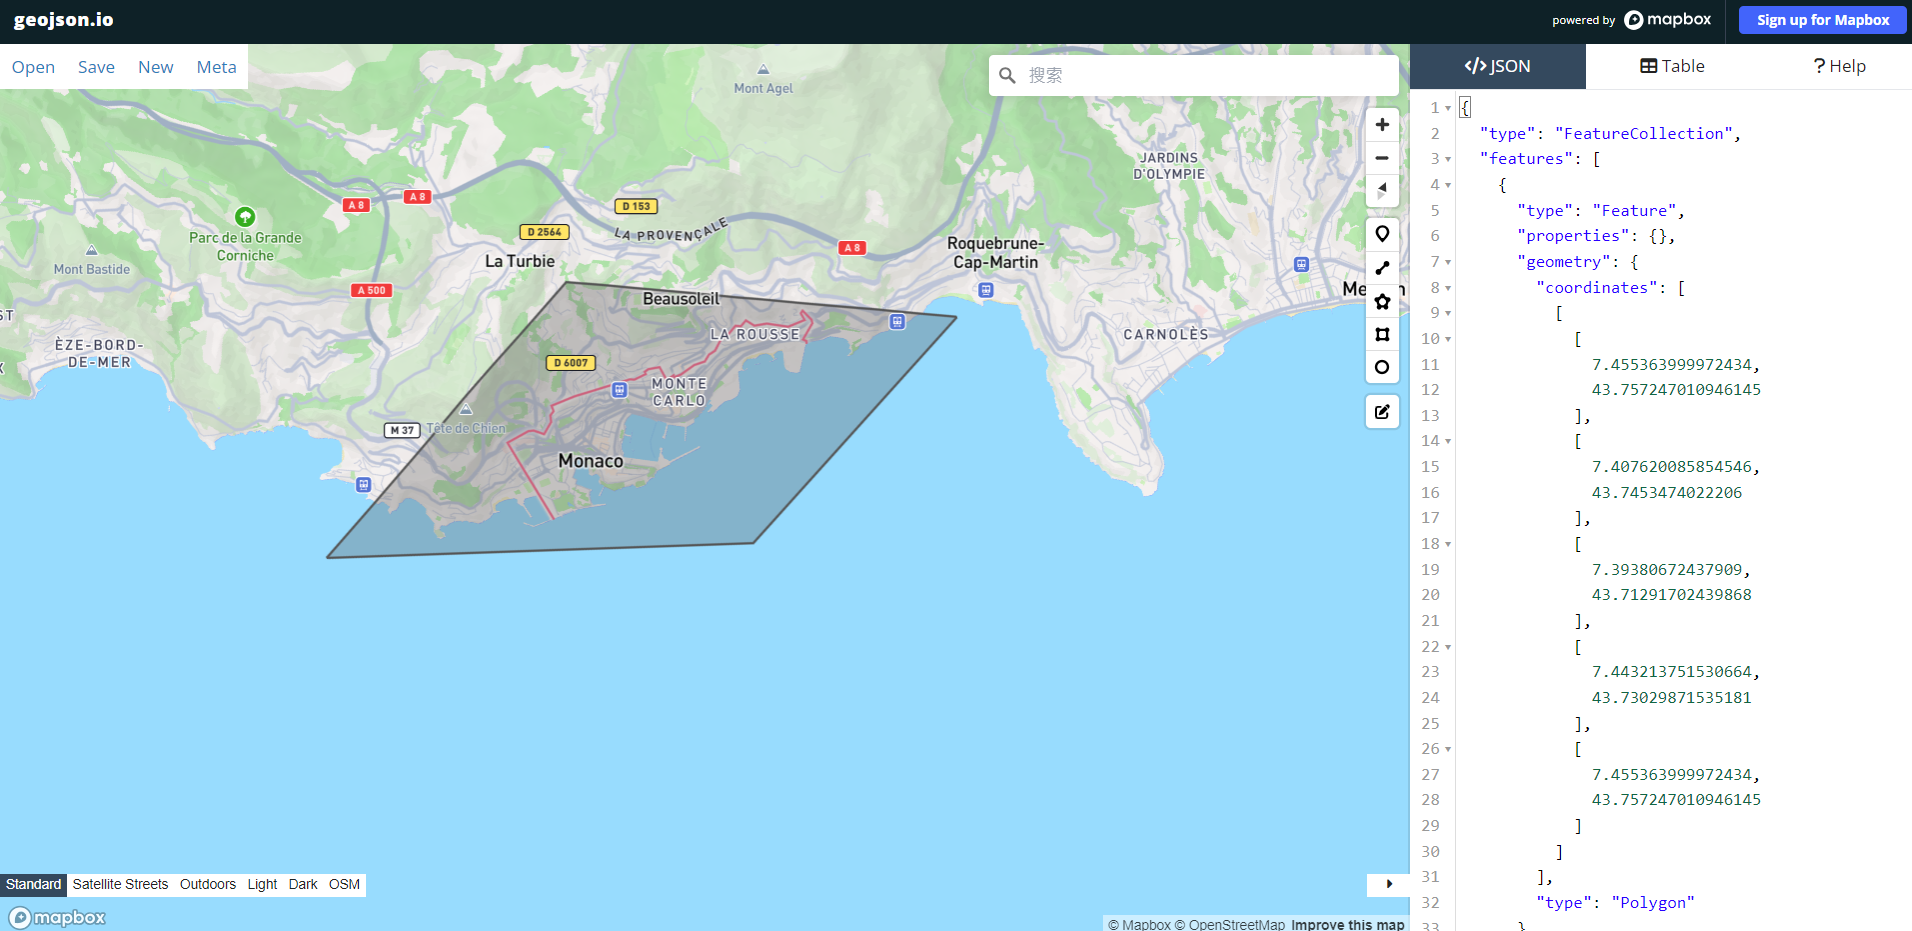 geojson.io
powered by mapbox
Sign up for Mapbox
Open Save New Meta
搜索
JSON Table Help
Mont Agel
JARDINS
D'OLYMPIE
A 8
A 8
D 153
LA PROVENÇALE
D 2564
Parc de la Grande
Corniche
A 8
Roquebrune-
Cap-Martin
La Turbie
Mont Bastide
A 500
Beausoleil
LA ROUSSE
CARNOLÈS
ÈZE-BORD-
DE-MER
D 6007
MONTE
CARLO
M 37
Tête de Chien
Monaco
Standard Satellite Streets Outdoors Light Dark OSM
mapbox
© Mapbox © OpenStreetMap Improve this map
1 {
2 "type": "FeatureCollection",
3 "features": [
4 {
5 "type": "Feature",
6 "properties": {},
7 "geometry": {
8 "coordinates": [
9 [
10 [
11 7.455363999972434,
12 43.757247010946145
13 ],
14 [
15 7.407620085854546,
16 43.7453474022206
17 ],
18 [
19 7.39380672437909,
20 43.71291702439868
21 ],
22 [
23 7.443213751530664,
24 43.73029871535181
25 ],
26 [
27 7.455363999972434,
28 43.757247010946145
29 ]
30 ]
31 ],
32 "type": "Polygon"
33 }